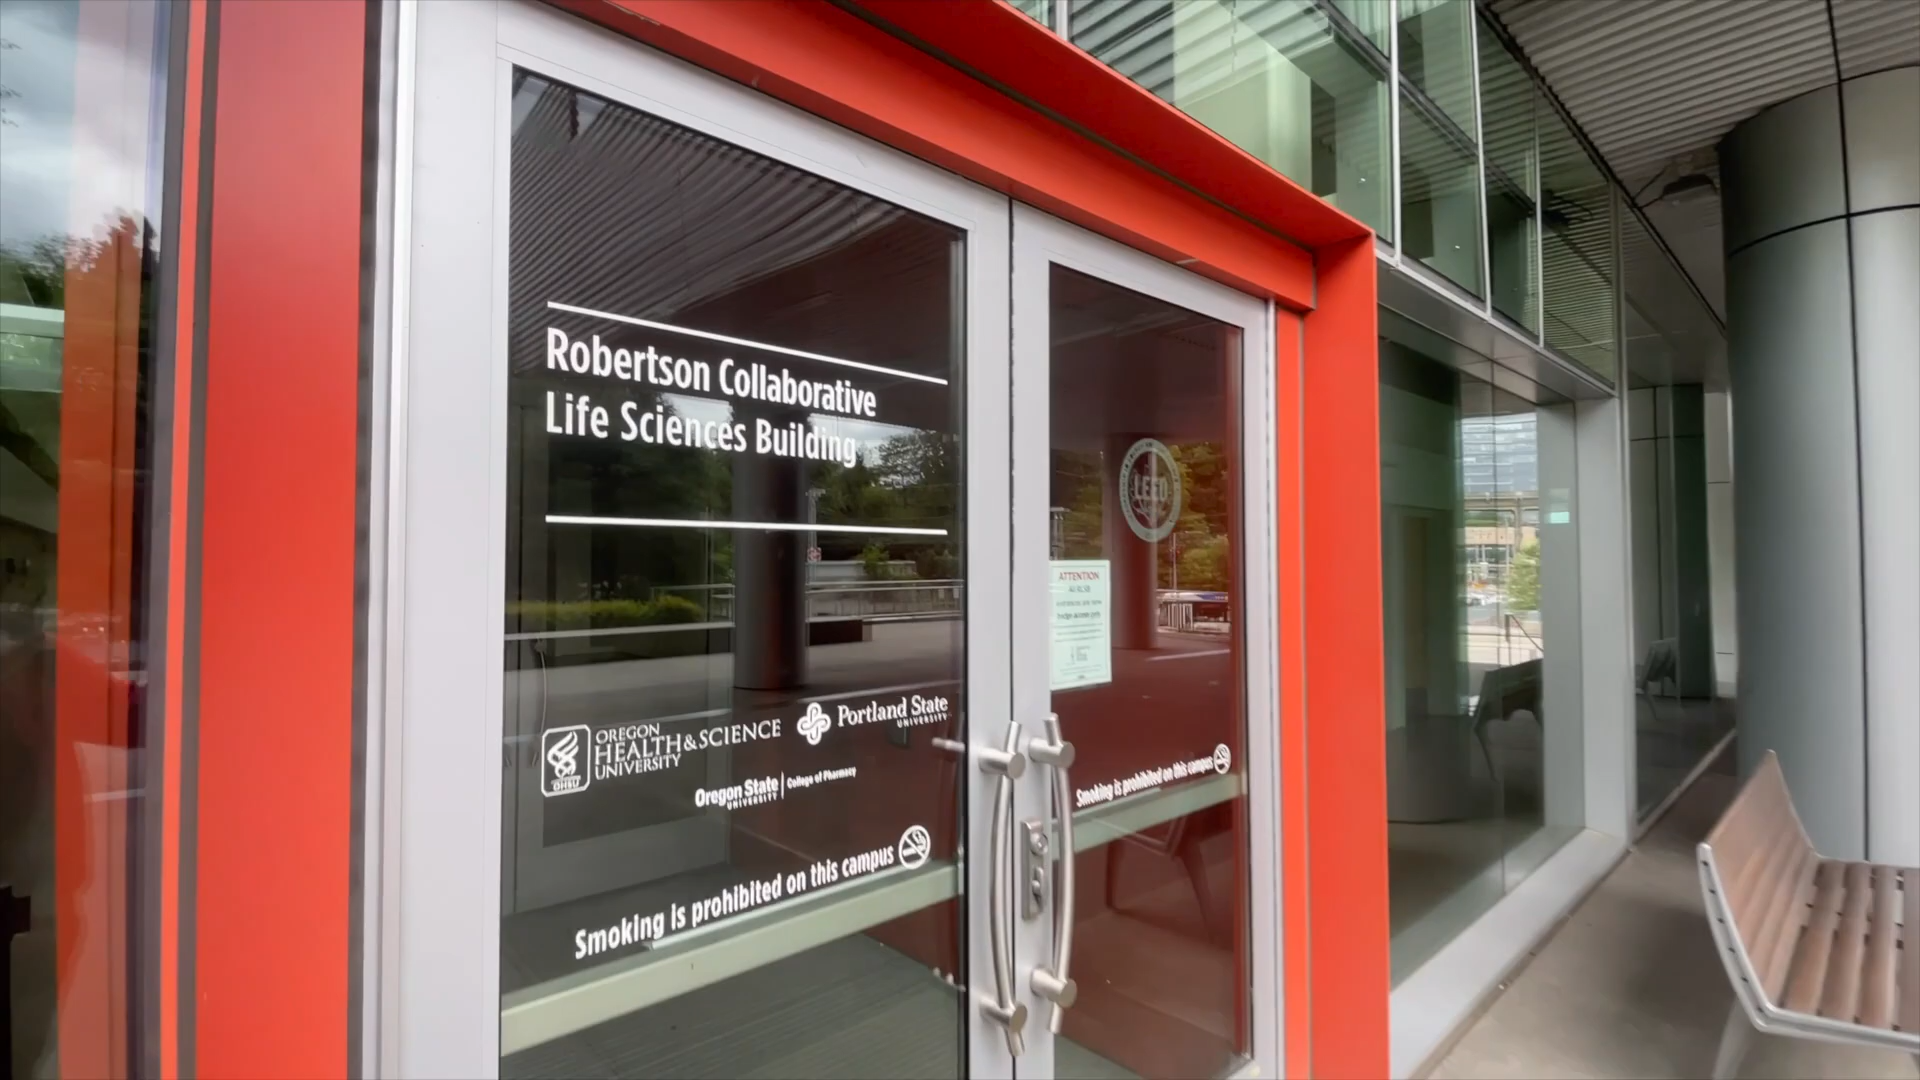 Robertson Collaborative
Life Sciences Building
OREGON
HEALTH & SCIENCE
UNIVERSITY
OHSU
Portland State
UNIVERSITY
Oregon State
UNIVERSITY
College of Pharmacy
Smoking is prohibited on this campus
LEED
ATTENTION
Smoking is prohibited on this campus